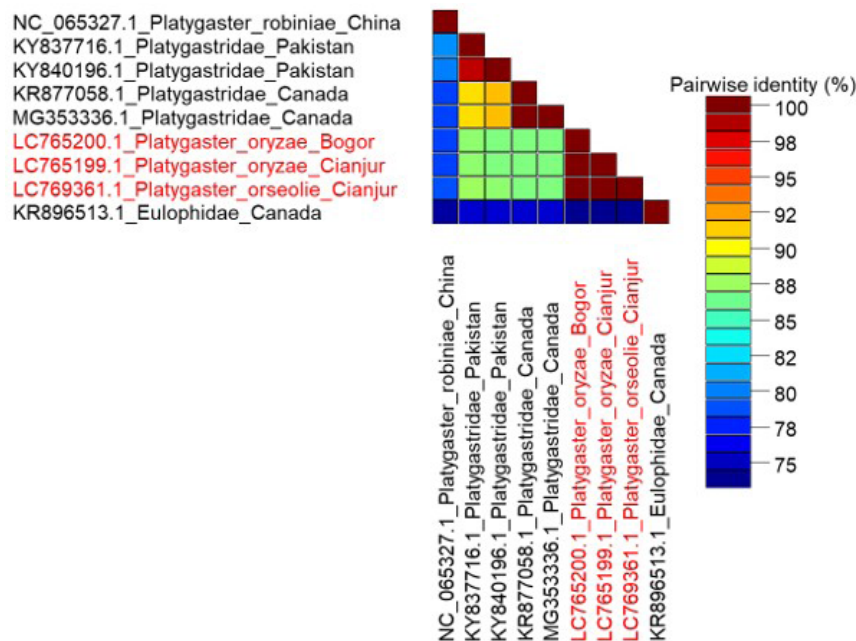 NC_065327.1_Platygaster_robiniae_China
KY837716.1_Platygastridae_Pakistan
KY840196.1_Platygastridae_Pakistan
KR877058.1_Platygastridae_Canada
MG353336.1_Platygastridae_Canada
LC765200.1_Platygaster_oryzae_Bogor
LC765199.1_Platygaster_oryzae_Cianjur
LC769361.1_Platygaster_orseolie_Cianjur
KR896513.1_Eulophidae_Canada
Pairwise identity (%)
100
98
95
92
90
88
85
82
80
78
75
NC_065327.1_Platygaster_robiniae_China
KY837716.1_Platygastridae_Pakistan
KY840196.1_Platygastridae_Pakistan
KR877058.1_Platygastridae_Canada
MG353336.1_Platygastridae_Canada
LC765200.1_Platygaster_oryzae_Bogor
LC765199.1_Platygaster_oryzae_Cianjur
LC769361.1_Platygaster_orseolie_Cianjur
KR896513.1_Eulophidae_Canada